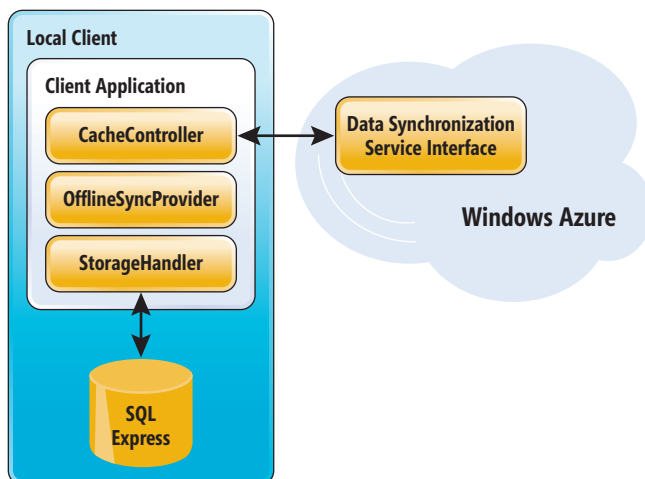 Local Client
Client Application
CacheController
OfflineSyncProvider
StorageHandler
SQL
Express
Data Synchronization
Service Interface
Windows Azure